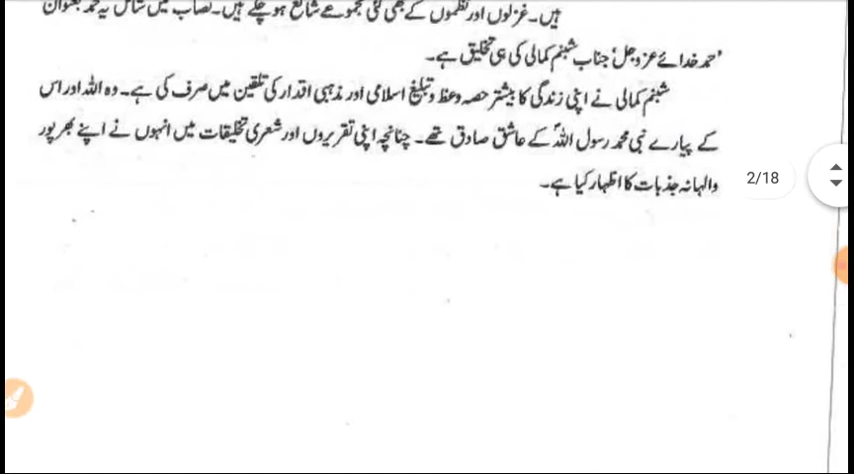 ہیں۔ غزلوں اور نظموں کے بھی کئی مجموعے شائع ہو چکے ہیں۔ نصاب میں شامل یہ حمد بعنوان
'حمد خدائے عز و جل' جناب شبنم کمالی کی ہی تخلیق ہے۔
شبنم کمالی نے اپنی زندگی کا بیشتر حصہ وعظ و تبلیغ اسلامی اور مذہبی اقدار کی تلقین میں صرف کی ہے۔ وہ اللہ اور اس
کے پیارے نبی محمد رسول اللہؐ کے عاشق صادق تھے۔ چنانچہ اپنی تقریروں اور شعری تخلیقات میں انہوں نے اپنے بھرپور
والہانہ جذبات کا اظہار کیا ہے۔
2/18